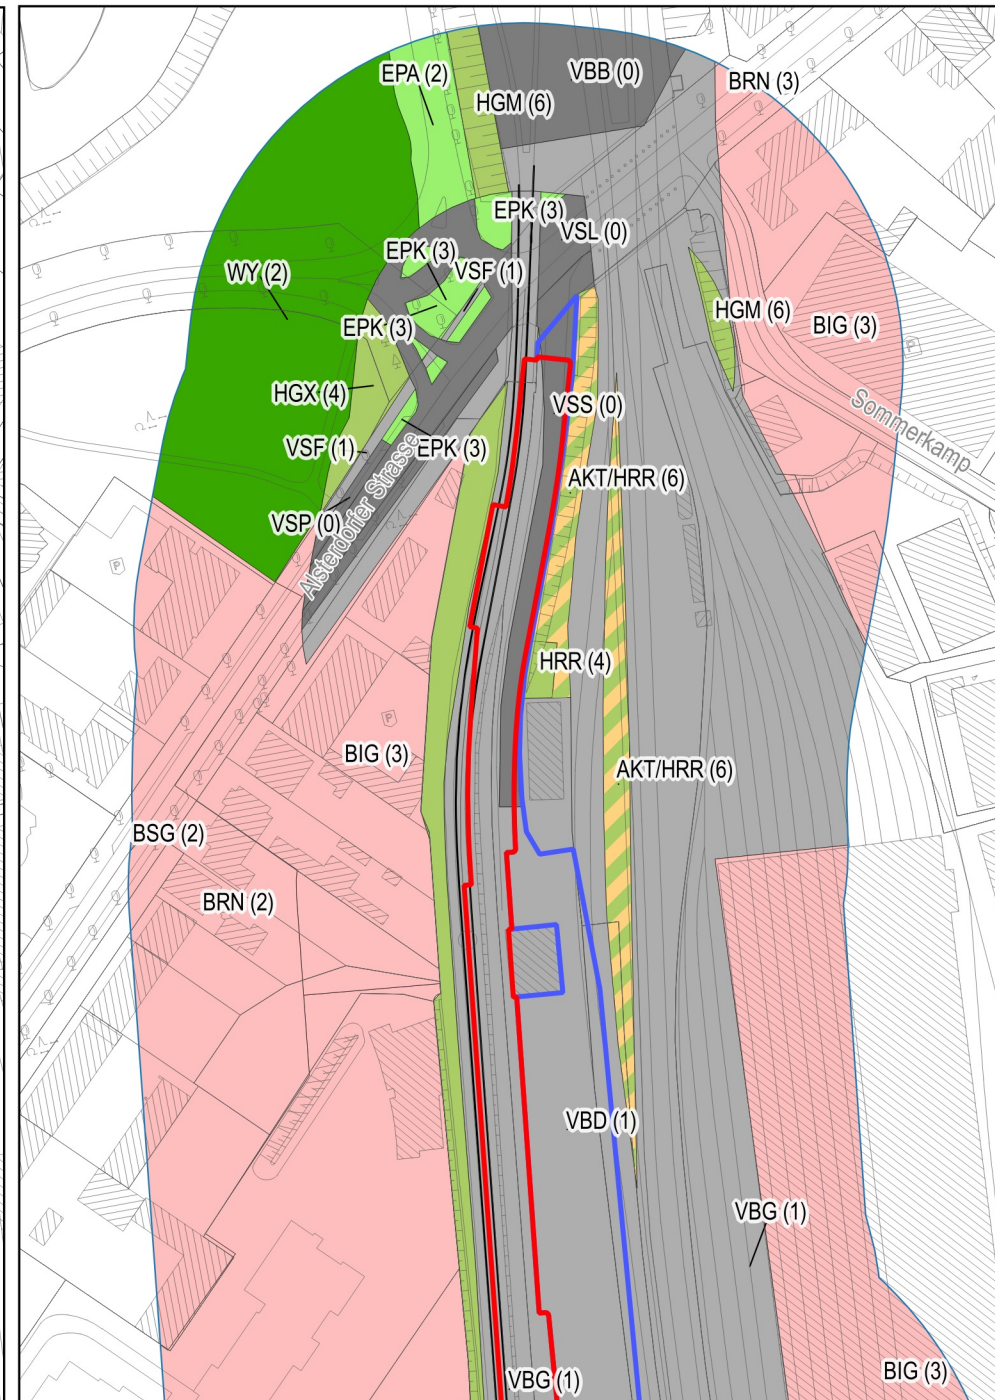 EPA (2)
VBB (0)
BRN (3)
HGM (6)
EPK (3)
VSL (0)
EPK (3)
VSF (1)
WY (2)
HGM (6)
BIG (3)
EPK (3)
HGX (4)
VSS (0)
Sommerkamp
VSF (1)
EPK (3)
AKT/HRR (6)
VSP (0)
Alsterdorfer Strasse
P
P
HRR (4)
P
BIG (3)
AKT/HRR (6)
BSG (2)
BRN (2)
VBD (1)
VBG (1)
BIG (3)
VBG (1)